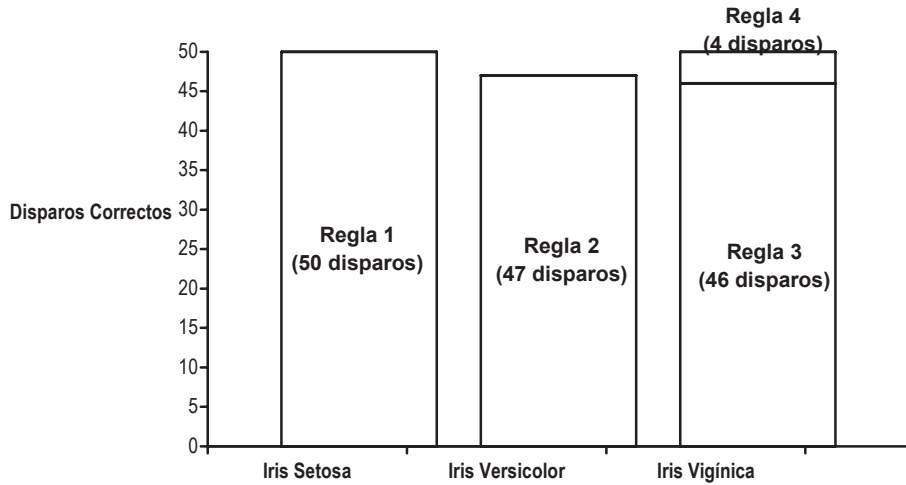 Regla 4
(4 disparos)
50
45
40
35
Disparos Correctos
30
25
20
15
10
5
0
Regla 1
(50 disparos)
Regla 2
(47 disparos)
Regla 3
(46 disparos)
Iris Setosa
Iris Versicolor
Iris Vigínica